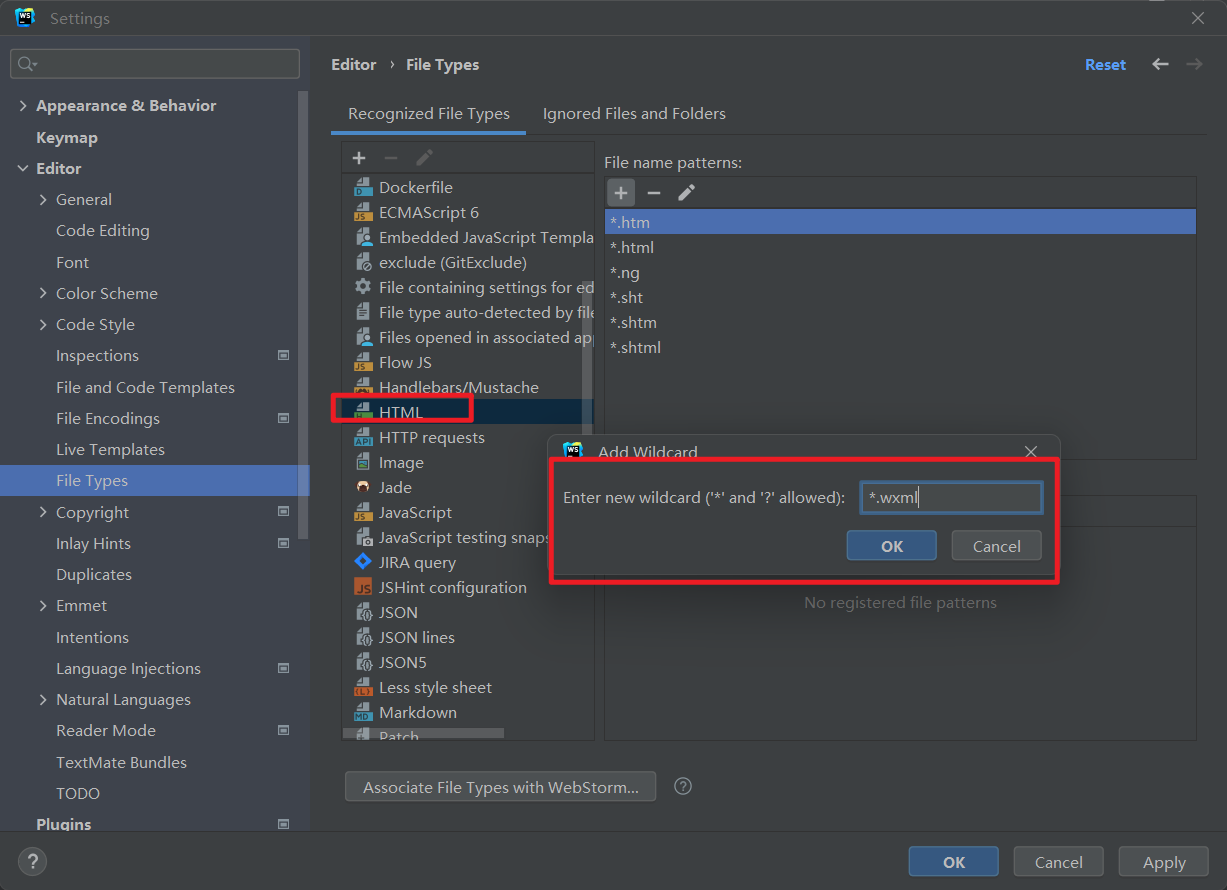 Settings
Appearance & Behavior
Keymap
Editor
General
Code Editing
Font
Color Scheme
Code Style
Inspections
File and Code Templates
File Encodings
Live Templates
File Types
Copyright
Inlay Hints
Duplicates
Emmet
Intentions
Language Injections
Natural Languages
Reader Mode
TextMate Bundles
TODO
Plugins
Editor › File Types
Reset
Recognized File Types
Ignored Files and Folders
Dockerfile
ECMAScript 6
Embedded JavaScript Templa
exclude (GitExclude)
File containing settings for ed
File type auto-detected by file
Files opened in associated app
Flow JS
Handlebars/Mustache
HTML
HTTP requests
Image
Jade
JavaScript
JavaScript testing snaps
JIRA query
JSHint configuration
JSON
JSON lines
JSON5
Less style sheet
Markdown
Patch
File name patterns:
*.htm
*.html
*.ng
*.sht
*.shtm
*.shtml
Add Wildcard
Enter new wildcard ('*' and '?' allowed):
*.wxml
OK
Cancel
No registered file patterns
Associate File Types with WebStorm...
?
?
OK
Cancel
Apply